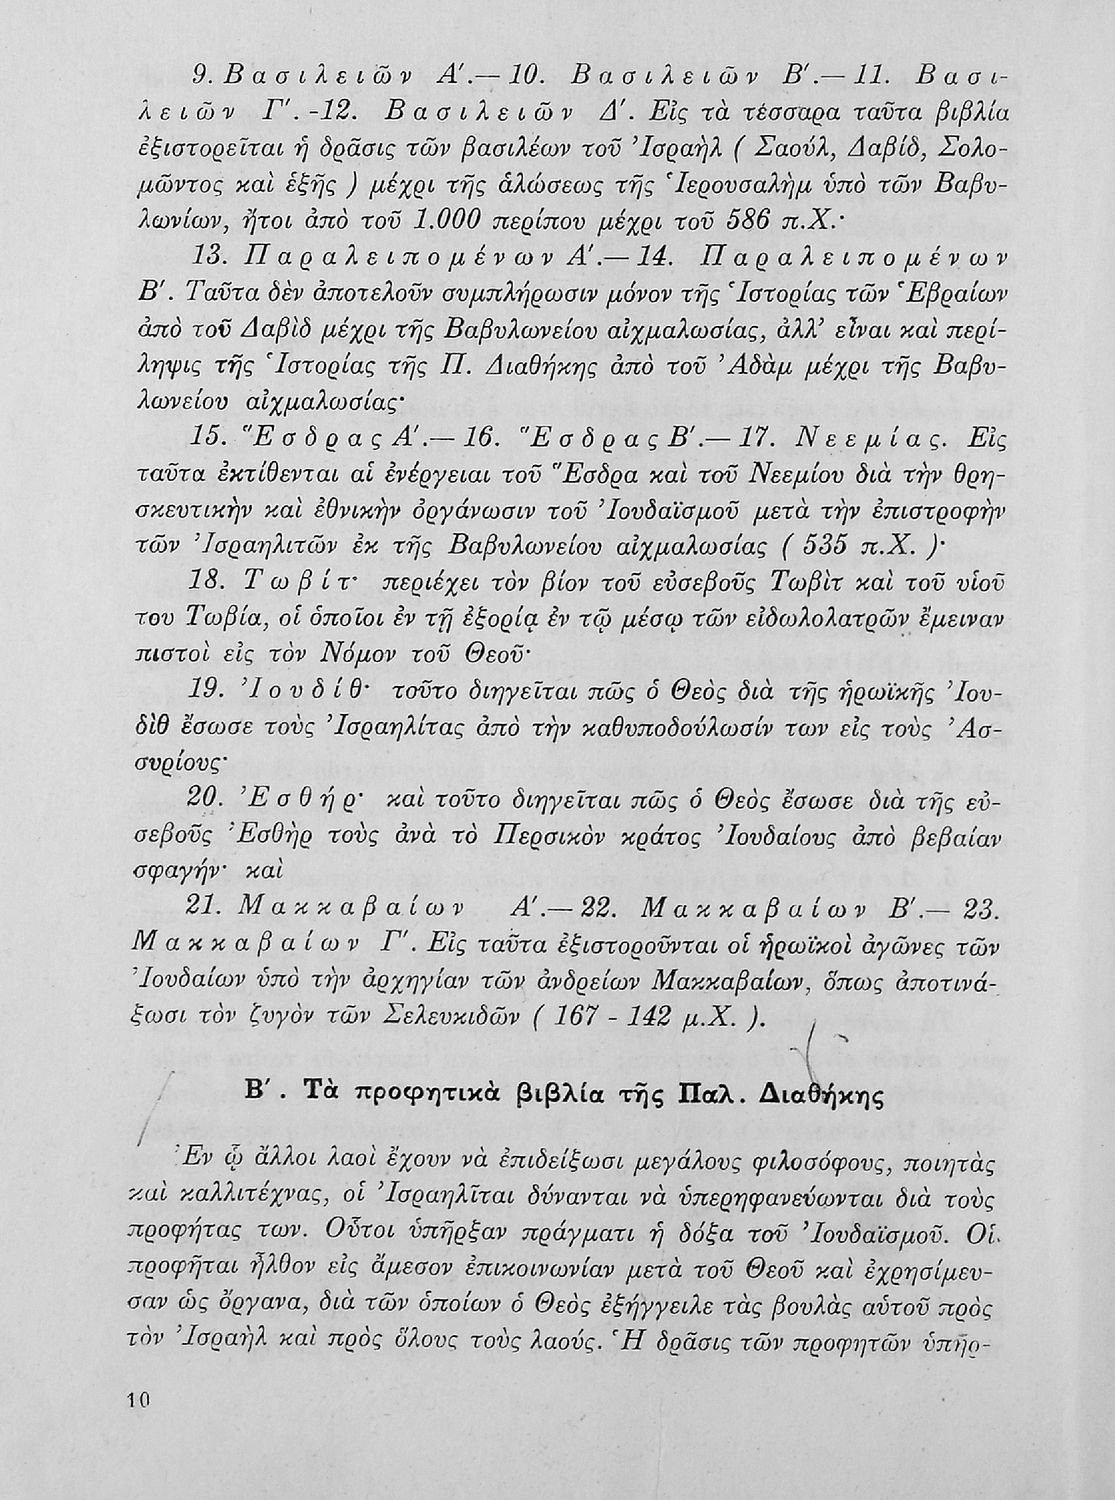 9. Βασιλειῶν Α′.— 10. Βασιλειῶν Β′.— 11. Βασι-
λειῶν Γ′. -12. Βασιλειῶν Δ′. Εἰς τὰ τέσσαρα ταῦτα βιβλία
ἐξιστορεῖται ἡ δρᾶσις τῶν βασιλέων τοῦ Ἰσραὴλ ( Σαούλ, Δαβίδ, Σολο-
μῶντος καὶ ἑξῆς ) μέχρι τῆς ἁλώσεως τῆς Ἱερουσαλὴμ ὑπὸ τῶν Βαβυ-
λωνίων, ἤτοι ἀπὸ τοῦ 1.000 περίπου μέχρι τοῦ 586 π.Χ.·
13. Παραλειπομένων Α′.— 14. Παραλειπομένων
Β′. Ταῦτα δὲν ἀποτελοῦν συμπλήρωσιν μόνον τῆς Ἱστορίας τῶν Ἑβραίων
ἀπὸ τοῦ Δαβὶδ μέχρι τῆς Βαβυλωνείου αἰχμαλωσίας, ἀλλ’ εἶναι καὶ περί-
ληψις τῆς Ἱστορίας τῆς Π. Διαθήκης ἀπὸ τοῦ Ἀδὰμ μέχρι τῆς Βαβυ-
λωνείου αἰχμαλωσίας·
15. Ἔσδρας Α′.— 16. Ἔσδρας Β′.— 17. Νεεμίας. Εἰς
ταῦτα ἐκτίθενται αἱ ἐνέργειαι τοῦ Ἔσδρα καὶ τοῦ Νεεμίου διὰ τὴν θρη-
σκευτικὴν καὶ ἐθνικὴν ὀργάνωσιν τοῦ Ἰουδαϊσμοῦ μετὰ τὴν ἐπιστροφὴν
τῶν Ἰσραηλιτῶν ἐκ τῆς Βαβυλωνείου αἰχμαλωσίας ( 535 π.Χ. )·
18. Τωβίτ· περιέχει τὸν βίον τοῦ εὐσεβοῦς Τωβὶτ καὶ τοῦ υἱοῦ
του Τωβία, οἱ ὁποῖοι ἐν τῇ ἐξορίᾳ ἐν τῷ μέσῳ τῶν εἰδωλολατρῶν ἔμειναν
πιστοὶ εἰς τὸν Νόμον τοῦ Θεοῦ·
19. Ἰουδίθ· τοῦτο διηγεῖται πῶς ὁ Θεὸς διὰ τῆς ἡρωϊκῆς Ἰου-
δὶθ ἔσωσε τοὺς Ἰσραηλίτας ἀπὸ τὴν καθυποδούλωσίν των εἰς τοὺς Ἀσ-
συρίους·
20. Ἐσθήρ· καὶ τοῦτο διηγεῖται πῶς ὁ Θεὸς ἔσωσε διὰ τῆς εὐ-
σεβοῦς Ἐσθὴρ τοὺς ἀνὰ τὸ Περσικὸν κράτος Ἰουδαίους ἀπὸ βεβαίαν
σφαγήν· καὶ
21. Μακκαβαίων Α′.— 22. Μακκαβαίων Β′.— 23.
Μακκαβαίων Γ′. Εἰς ταῦτα ἐξιστοροῦνται οἱ ἡρωϊκοὶ ἀγῶνες τῶν
Ἰουδαίων ὑπὸ τὴν ἀρχηγίαν τῶν ἀνδρείων Μακκαβαίων, ὅπως ἀποτινά-
ξωσι τὸν ζυγὸν τῶν Σελευκιδῶν ( 167 - 142 μ.Χ. ).
Β′. Τὰ προφητικὰ βιβλία τῆς Παλ. Διαθήκης
Ἐν ᾧ ἄλλοι λαοὶ ἔχουν νὰ ἐπιδείξωσι μεγάλους φιλοσόφους, ποιητὰς
καὶ καλλιτέχνας, οἱ Ἰσραηλῖται δύνανται νὰ ὑπερηφανεύωνται διὰ τοὺς
προφήτας των. Οὗτοι ὑπῆρξαν πράγματι ἡ δόξα τοῦ Ἰουδαϊσμοῦ. Οἱ
προφῆται ἦλθον εἰς ἄμεσον ἐπικοινωνίαν μετὰ τοῦ Θεοῦ καὶ ἐχρησίμευ-
σαν ὡς ὄργανα, διὰ τῶν ὁποίων ὁ Θεὸς ἐξήγγειλε τὰς βουλὰς αὐτοῦ πρὸς
τὸν Ἰσραὴλ καὶ πρὸς ὅλους τοὺς λαούς. Ἡ δρᾶσις τῶν προφητῶν ὑπῆρ-
10